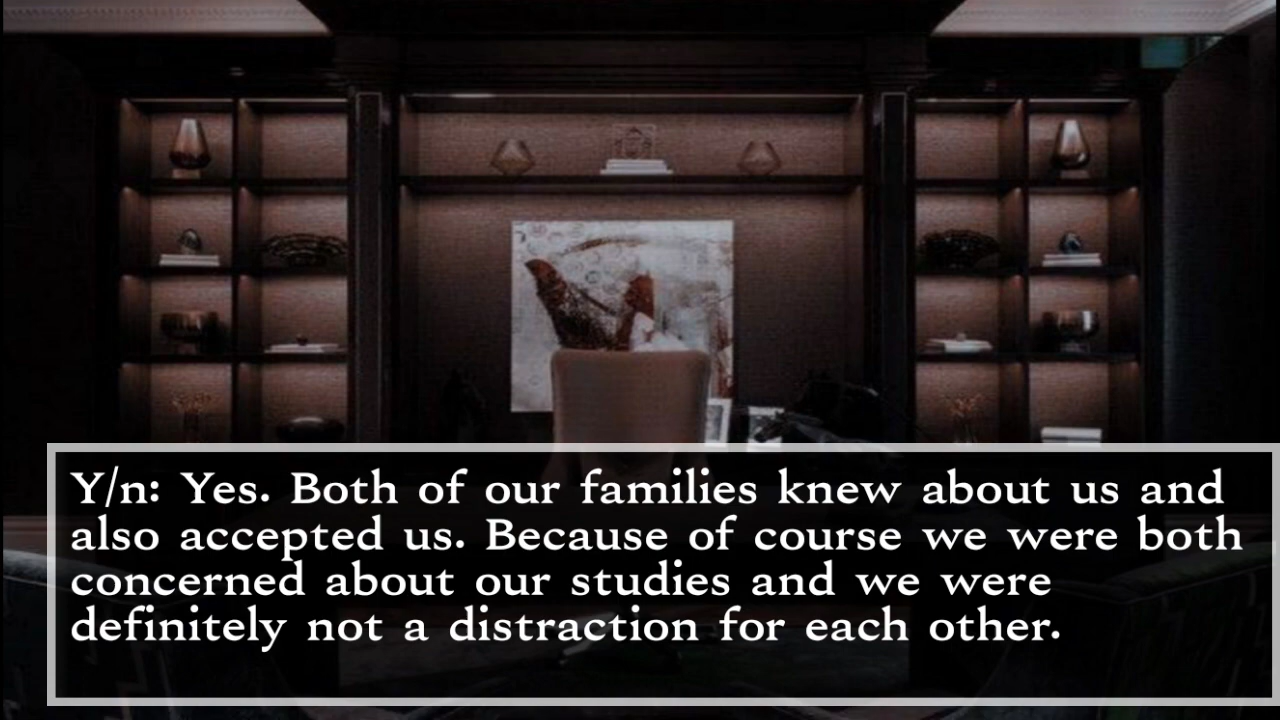 Y/n: Yes. Both of our families knew about us and
also accepted us. Because of course we were both
concerned about our studies and we were
definitely not a distraction for each other.